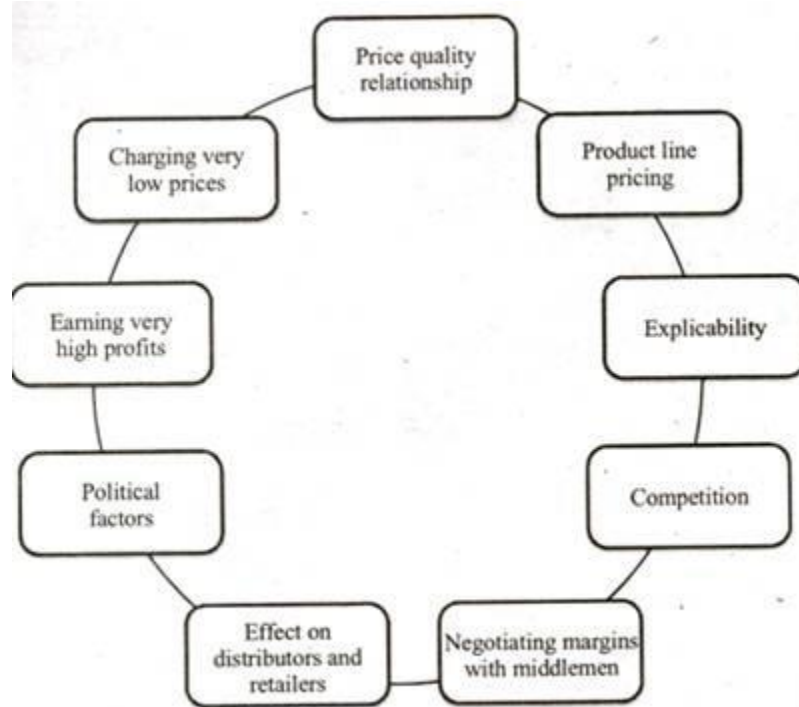 Price quality
relationship
Product line
pricing
Explicability
Competition
Negotiating margins
with middlemen
Effect on
distributors and
retailers
Political
factors
Earning very
high profits
Charging very
low prices